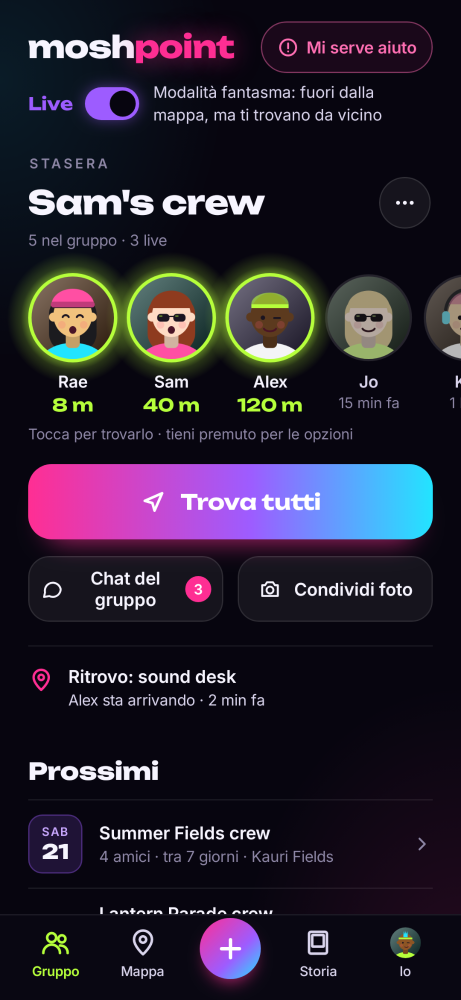 moshpoint
Mi serve aiuto
Live
Modalità fantasma: fuori dalla
mappa, ma ti trovano da vicino
STASERA
Sam's crew
5 nel gruppo · 3 live
Rae
8 m
Sam
40 m
Alex
120 m
Jo
15 min fa
Tocca per trovarlo · tieni premuto per le opzioni
Trova tutti
Chat del
gruppo
3
Condividi foto
Ritrovo: sound desk
Alex sta arrivando · 2 min fa
Prossimi
SAB
21
Summer Fields crew
4 amici · tra 7 giorni · Kauri Fields
Lantern Parade crew
Gruppo
Mappa
Storia
Io